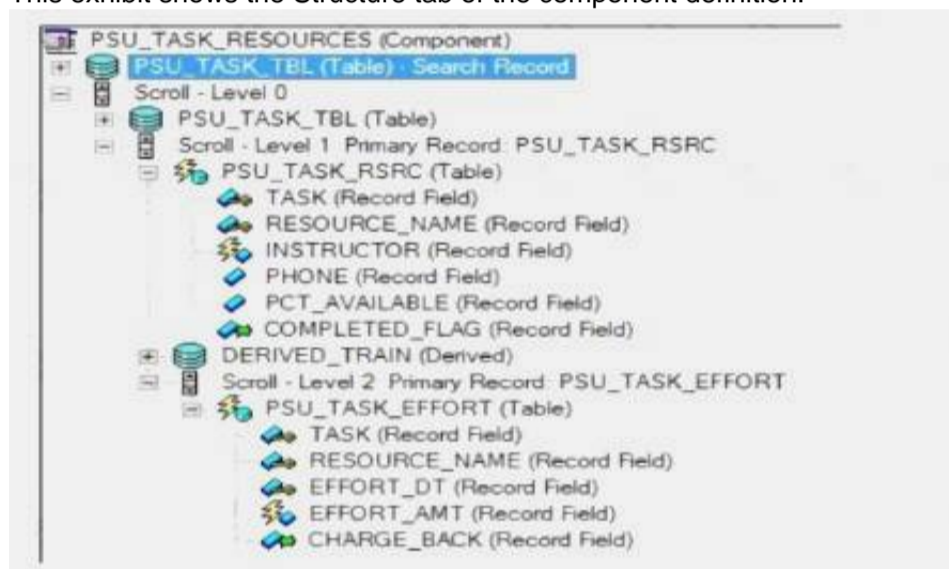 This exhibit shows the Structure tab of the component definition.
PSU_TASK_RESOURCES (Component)
PSU_TASK_TBL (Table) - Search Record
Scroll - Level 0
PSU_TASK_TBL (Table)
Scroll - Level 1 Primary Record: PSU_TASK_RSRC
PSU_TASK_RSRC (Table)
TASK (Record Field)
RESOURCE_NAME (Record Field)
INSTRUCTOR (Record Field)
PHONE (Record Field)
PCT_AVAILABLE (Record Field)
COMPLETED_FLAG (Record Field)
DERIVED_TRAIN (Derived)
Scroll - Level 2 Primary Record: PSU_TASK_EFFORT
PSU_TASK_EFFORT (Table)
TASK (Record Field)
RESOURCE_NAME (Record Field)
EFFORT_DT (Record Field)
EFFORT_AMT (Record Field)
CHARGE_BACK (Record Field)